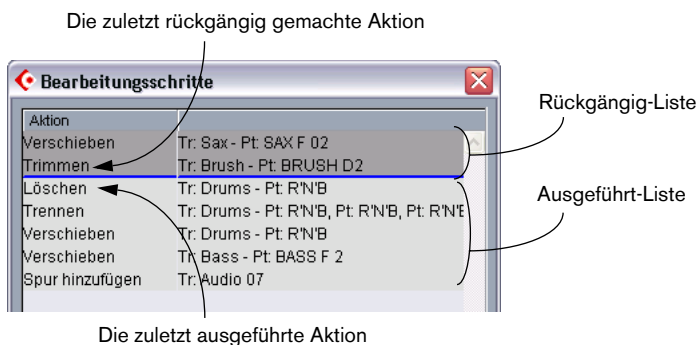 Die zuletzt rückgängig gemachte Aktion
Bearbeitungsschritte
Aktion
Verschieben Tr: Sax - Pt: SAX F 02
Trimmen Tr: Brush - Pt: BRUSH D2
Rückgängig-Liste
Löschen Tr: Drums - Pt: R'N'B
Trennen Tr: Drums - Pt: R'N'B, Pt: R'N'B, Pt: R'N'B
Verschieben Tr: Drums - Pt: R'N'B
Verschieben Tr: Bass - Pt: BASS F 2
Spur hinzufügen Tr: Audio 07
Ausgeführt-Liste
Die zuletzt ausgeführte Aktion